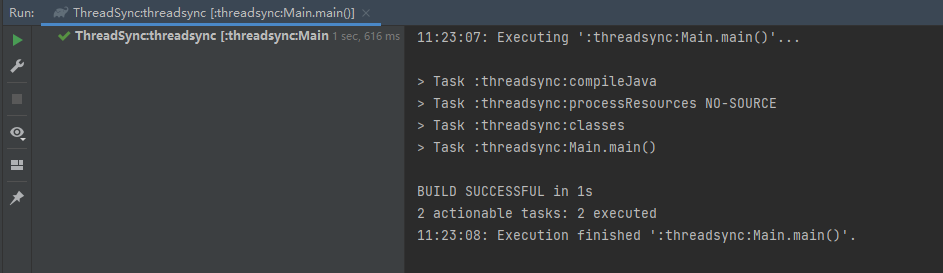 Run: ThreadSync:threadsync [:threadsync:Main.main()] ×
ThreadSync:threadsync [:threadsync:Main 1 sec, 616 ms
11:23:07: Executing ':threadsync:Main.main()'...
> Task :threadsync:compileJava
> Task :threadsync:processResources NO-SOURCE
> Task :threadsync:classes
> Task :threadsync:Main.main()
BUILD SUCCESSFUL in 1s
2 actionable tasks: 2 executed
11:23:08: Execution finished ':threadsync:Main.main()'.